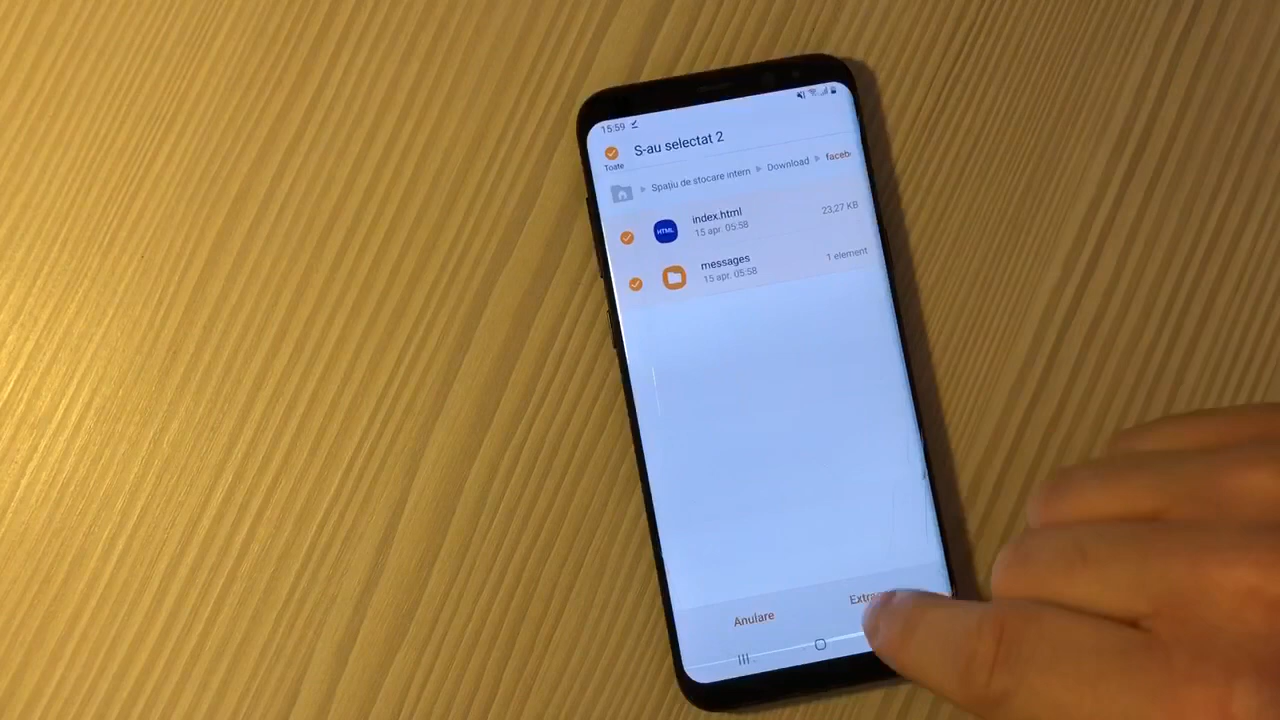 15:59
Toate
S-au selectat 2
Spațiu de stocare intern
Download
HTML
index.html
15 apr. 05:58
23,27 KB
messages
15 apr. 05:58
1 element
Anulare